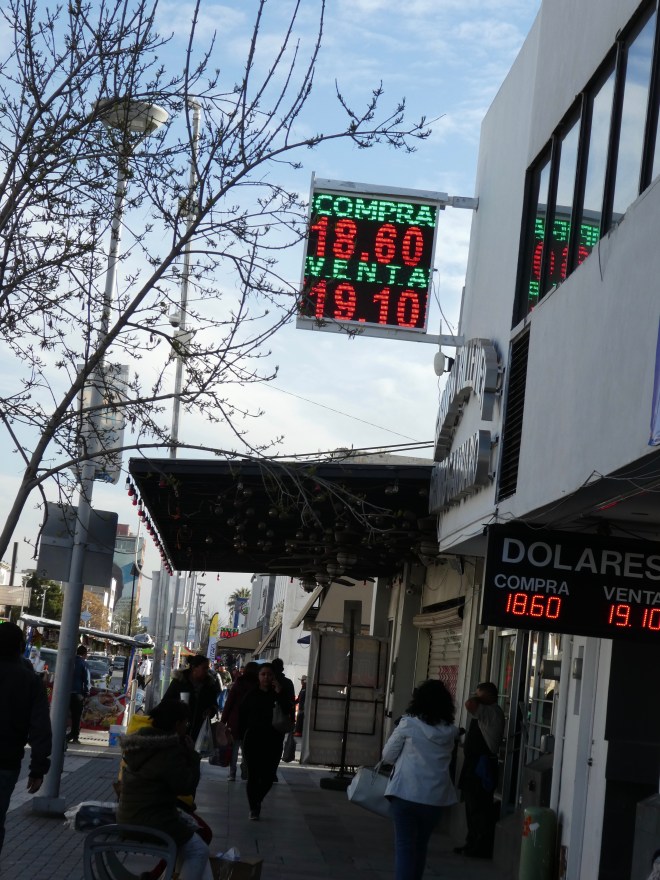 COMPRA
18.60
VENTA
19.10
DOLARES
COMPRA VENTA
18.60 19.10